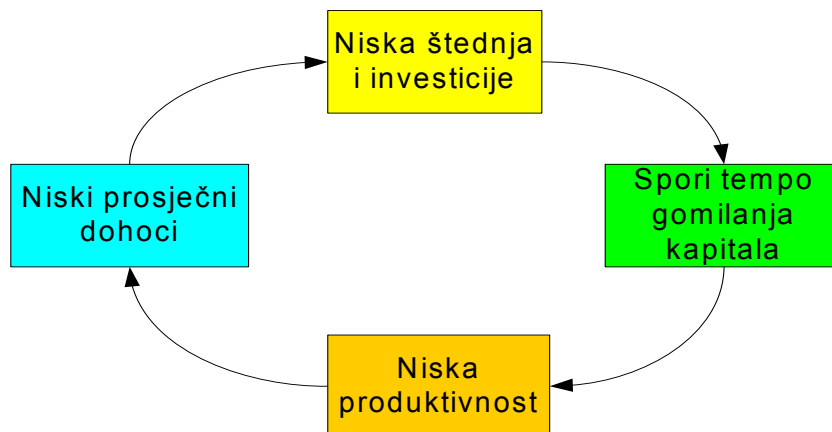 Niska štednja
i investicije
Niski prosječni
dohoci
Spori tempo
gomilanja
kapitala
Niska
produktivnost